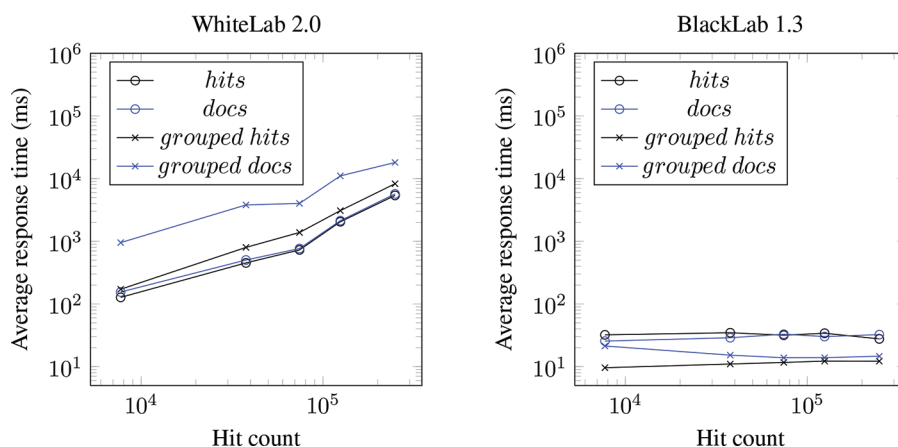 WhiteLab 2.0
Average response time (ms)
10^6
10^5
10^4
10^3
10^2
10^1
hits
docs
grouped hits
grouped docs
10^4
10^5
Hit count
BlackLab 1.3
Average response time (ms)
10^6
10^5
10^4
10^3
10^2
10^1
hits
docs
grouped hits
grouped docs
10^4
10^5
Hit count